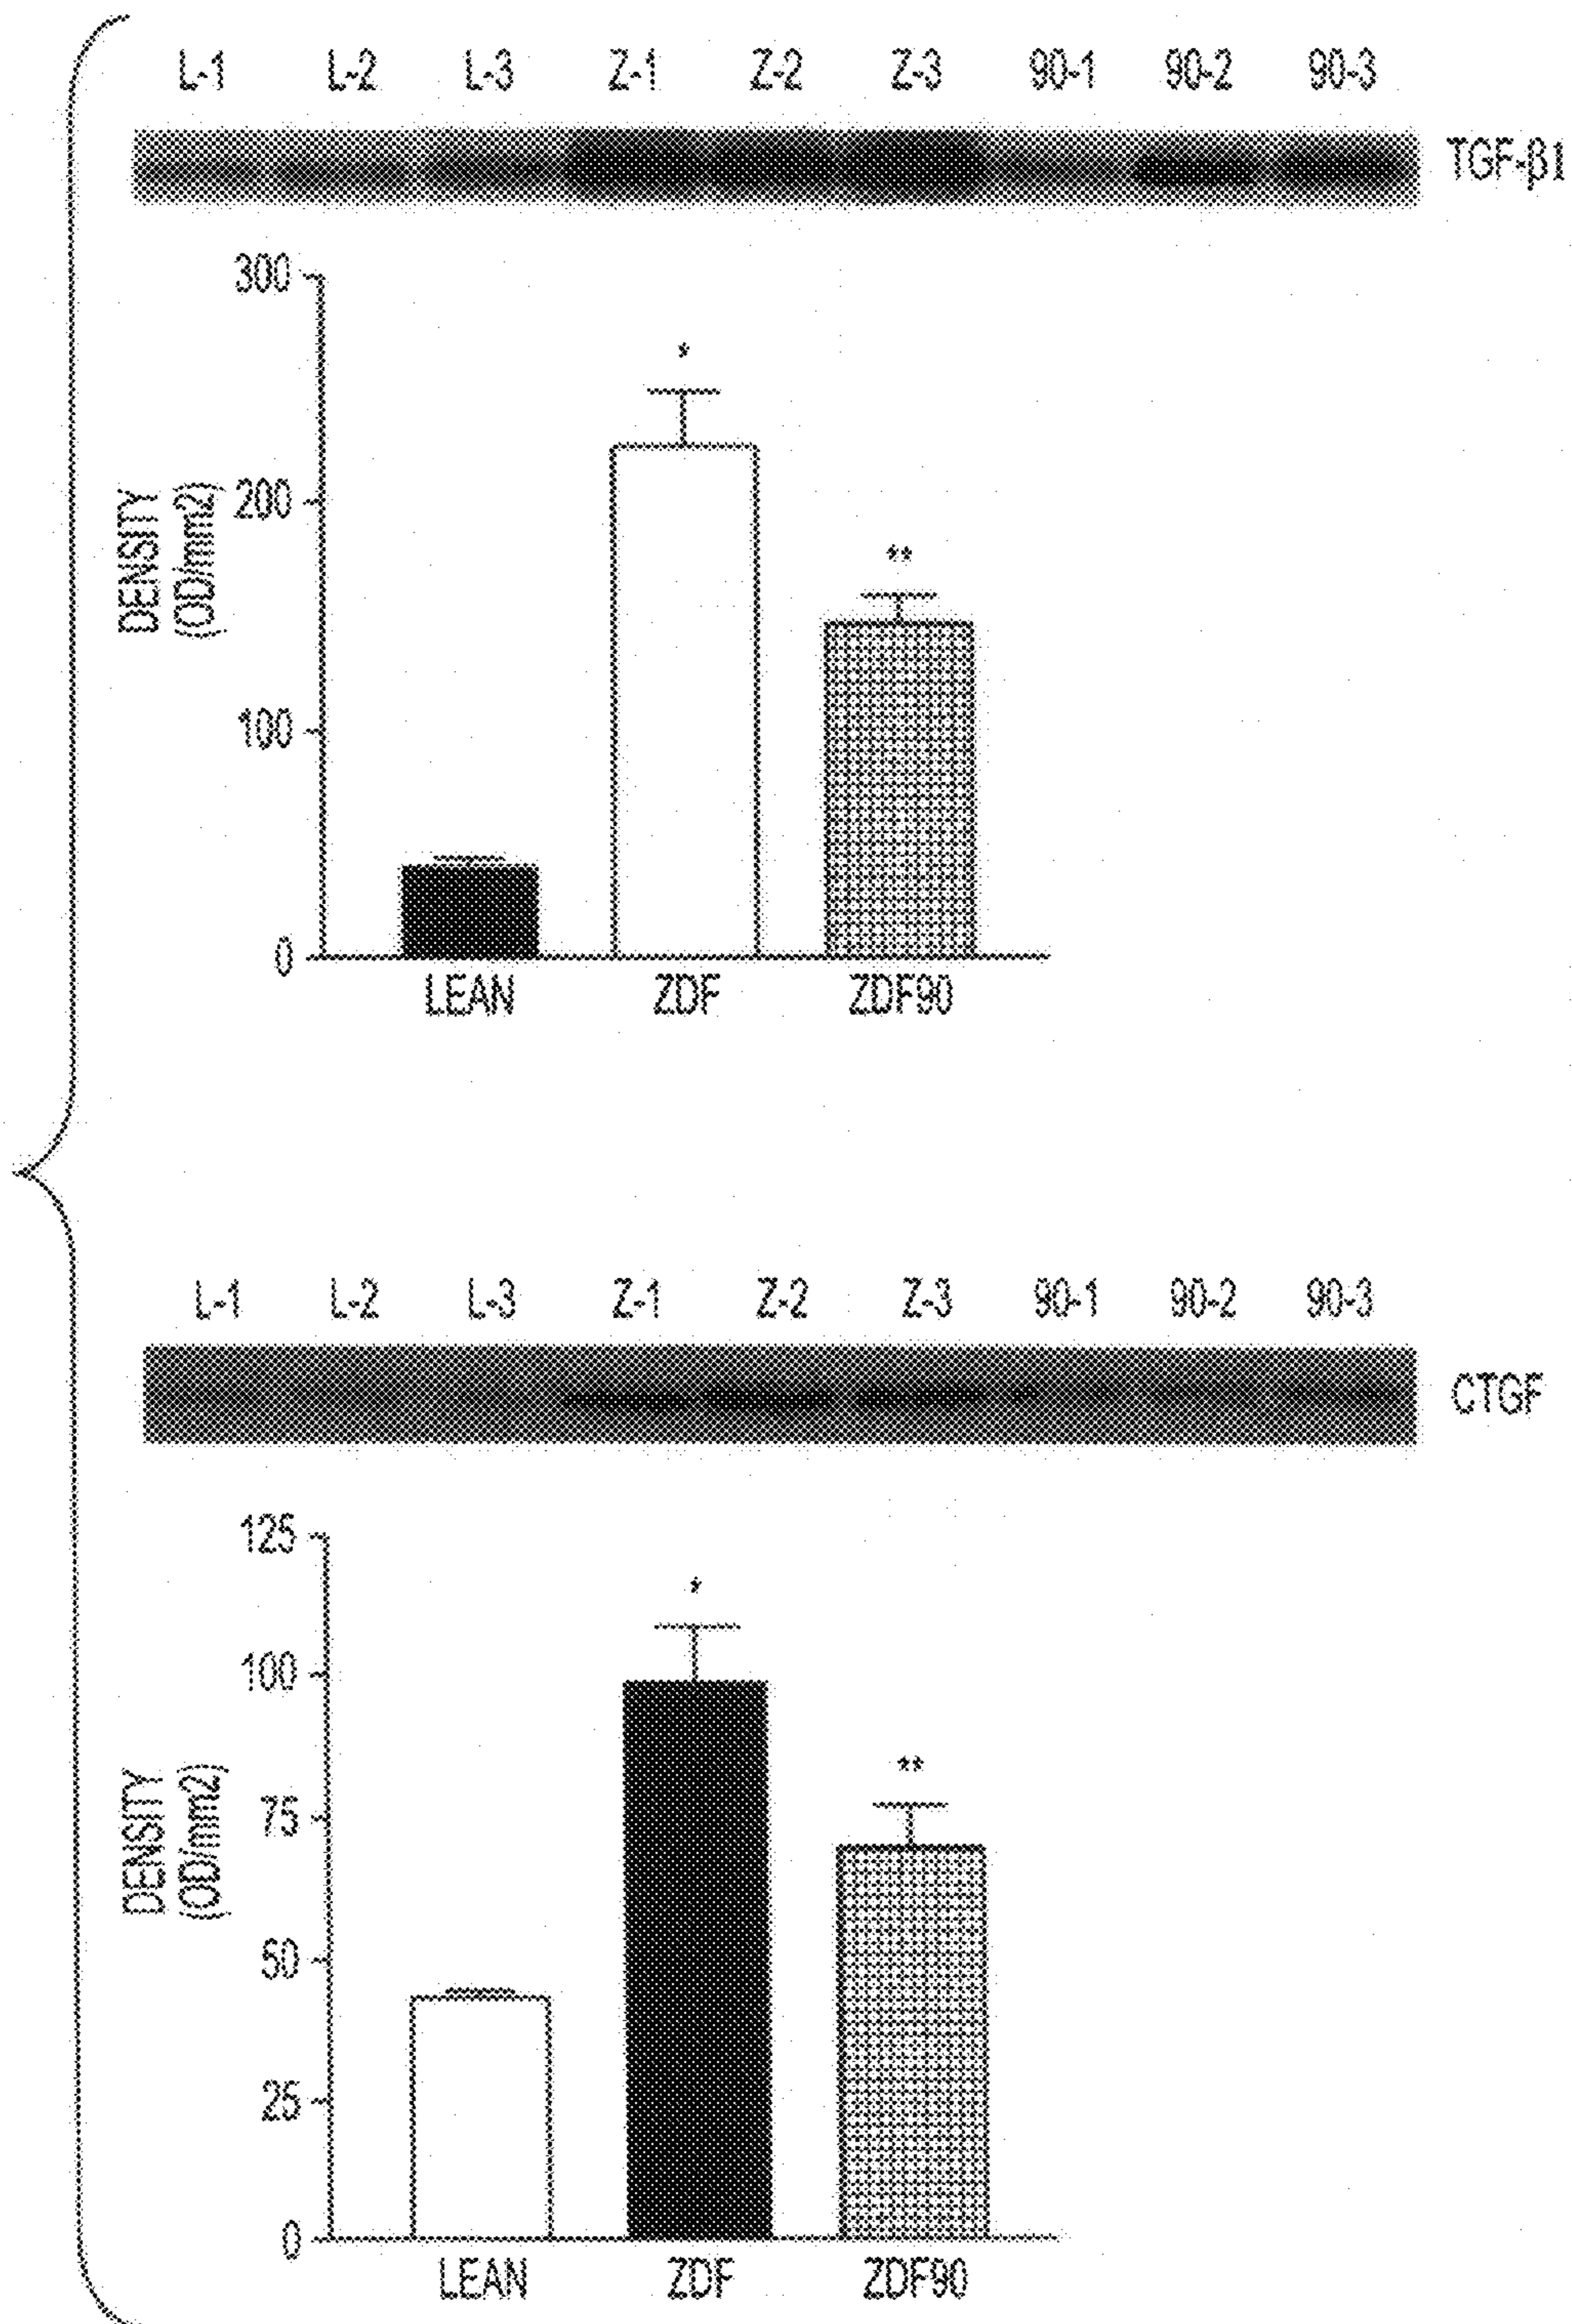 L-1 L-2 L-3 Z-1 Z-2 Z-3 90-1 90-2 90-3
TGF-β1
300
200
100
0
DENSITY
(OD/mm2)
*
**
LEAN ZDF ZDF90
L-1 L-2 L-3 Z-1 Z-2 Z-3 90-1 90-2 90-3
CTGF
125
100
75
50
25
0
DENSITY
(OD/mm2)
*
**
LEAN ZDF ZDF90